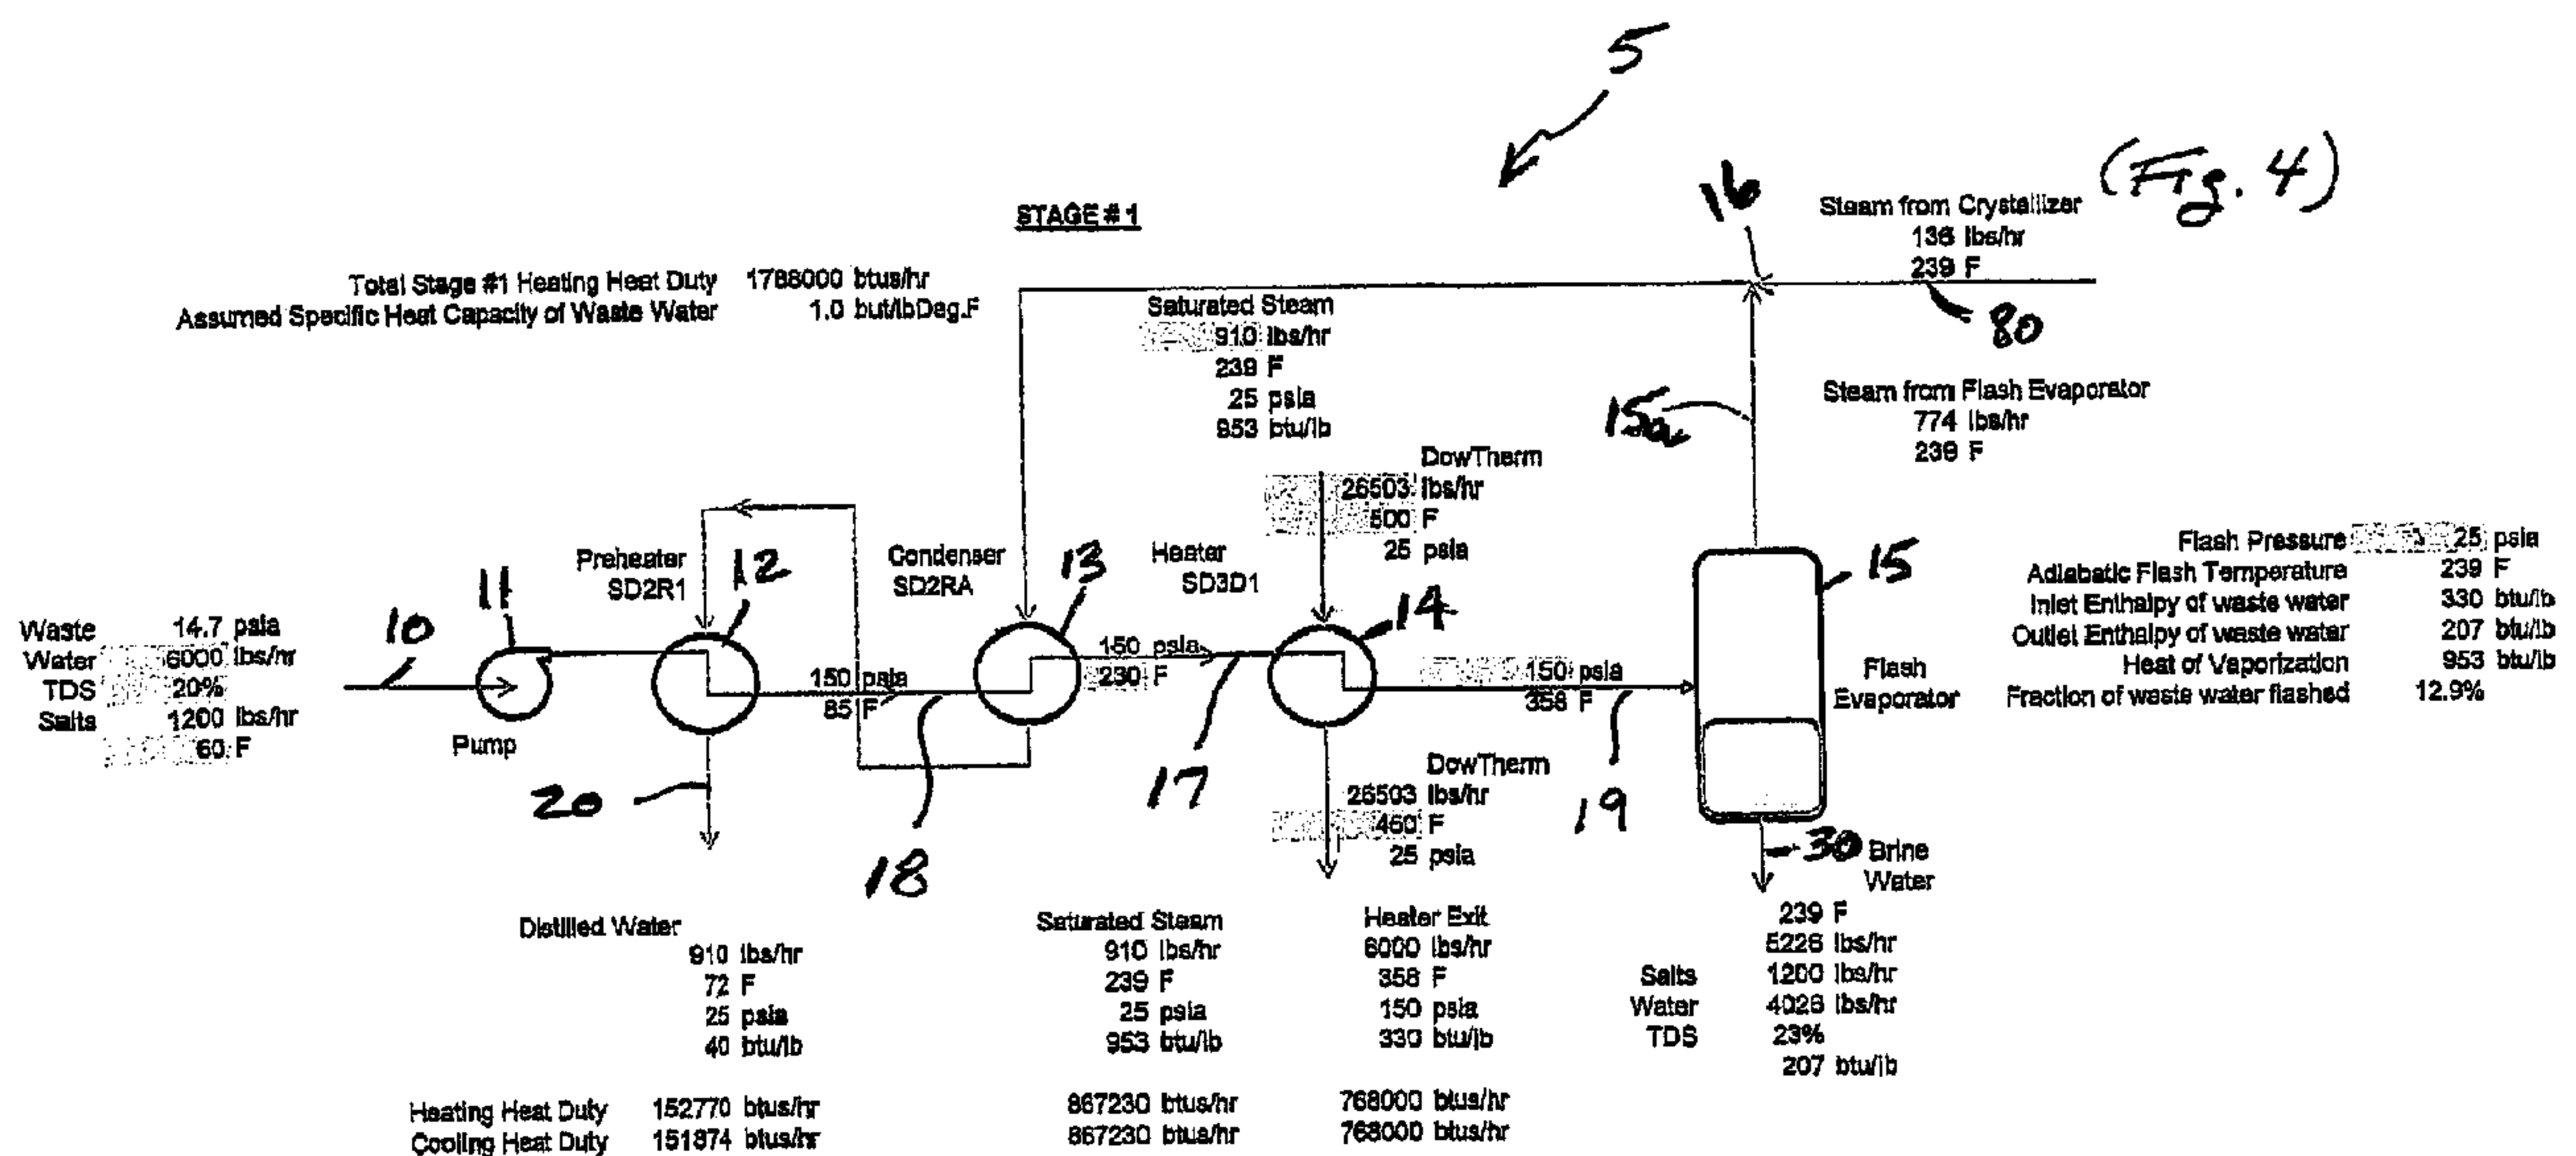 5
(Fig. 4)
STAGE # 1
16
Steam from Crystallizer
136 lbs/hr
239 F
80
Total Stage #1 Heating Heat Duty 1788000 btus/hr
Assumed Specific Heat Capacity of Waste Water 1.0 but/lbDeg.F
Saturated Steam
910 lbs/hr
239 F
25 psia
953 btu/lb
15a
Steam from Flash Evaporator
774 lbs/hr
239 F
DowTherm
26503 lbs/hr
500 F
25 psia
Preheater
SD2R1
12
Condenser
SD2RA
13
Heater
SD3D1
14
15
Flash Pressure 25 psia
Adiabatic Flash Temperature 239 F
Inlet Enthalpy of waste water 330 btu/lb
Outlet Enthalpy of waste water 207 btu/lb
Heat of Vaporization 953 btu/lb
Fraction of waste water flashed 12.9%
Waste 14.7 psia
Water 6000 lbs/hr
TDS 20%
Salts 1200 lbs/hr
60 F
10
11
Pump
150 psia
85 F
150 psia
230 F
150 psia
358 F
Flash
Evaporator
20
18
17
19
DowTherm
26503 lbs/hr
460 F
25 psia
30
Brine
Water
Distilled Water
910 lbs/hr
72 F
25 psia
40 btu/lb
Saturated Steam
910 lbs/hr
239 F
25 psia
953 btu/lb
Heater Exit
6000 lbs/hr
358 F
150 psia
330 btu/lb
239 F
5226 lbs/hr
Salts 1200 lbs/hr
Water 4026 lbs/hr
TDS 23%
207 btu/lb
Heating Heat Duty 152770 btus/hr 867230 btus/hr 768000 btus/hr
Cooling Heat Duty 151874 btus/hr 867230 btus/hr 768000 btus/hr